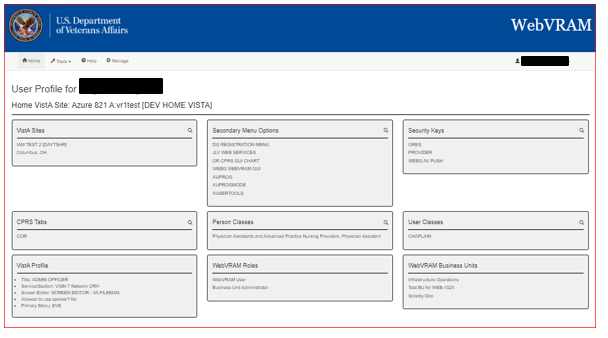 U.S. Department
of Veterans Affairs
WebVRAM
Home Tools Help Manage
User Profile for
Home VistA Site: Azure 821 A:vr1test [DEV HOME VISTA]
VistA Sites
IAM TEST 2 [DAYTSHR]
Columbus, OH
Secondary Menu Options
DG REGISTRATION MENU
JLV WEB SERVICES
OR CPRS GUI CHART
WEBG WEBVRAM GUI
XUPROG
XUPROGMODE
XUSERTOOLS
Security Keys
ORES
PROVIDER
WEBG AV PUSH
CPRS Tabs
COR
Person Classes
Physician Assistants and Advanced Practice Nursing Providers, Physician Assistant
User Classes
CHAPLAIN
VistA Profile
Title: ADMIN OFFICER
Service/Section: VISN 7 Network CRH
Screen Editor: SCREEN EDITOR - VA FILEMAN
Allowed to use spooler? No
Primary Menu: EVE
WebVRAM Roles
WebVRAM User
Business Unit Administrator
WebVRAM Business Units
Infrastructure Operations
Test BU for WEB-1525
Scooby Doo